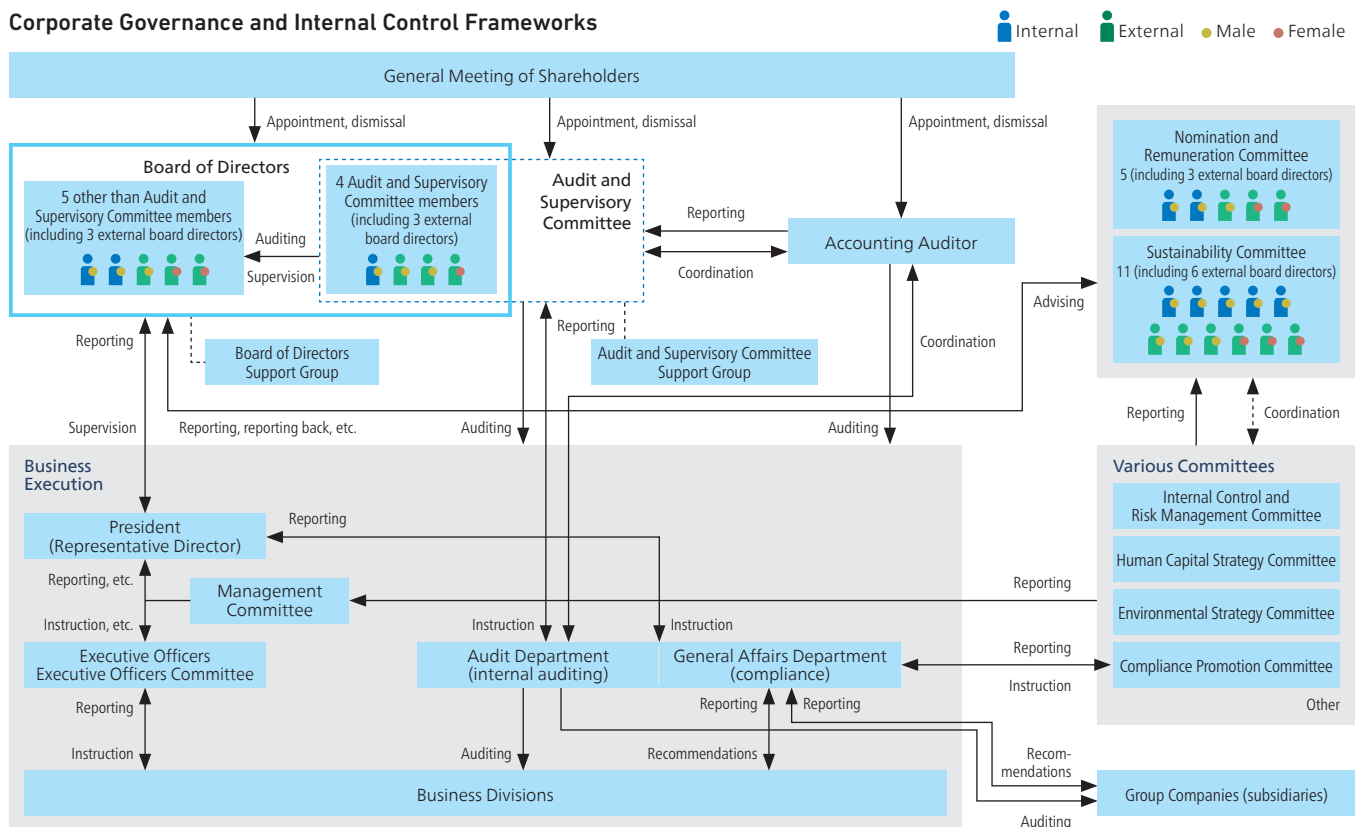 Corporate Governance and Internal Control Frameworks
Internal
External
Male
Female
General Meeting of Shareholders
Appointment, dismissal
Appointment, dismissal
Appointment, dismissal
Board of Directors
5 other than Audit and
Supervisory Committee members
(including 3 external board directors)
Auditing
Supervision
4 Audit and Supervisory
Committee members
(including 3 external
board directors)
Audit and
Supervisory
Committee
Reporting
Coordination
Accounting Auditor
Nomination and
Remuneration Committee
5 (including 3 external board directors)
Sustainability Committee
11 (including 6 external board directors)
Advising
Reporting
Board of Directors
Support Group
Reporting
Audit and Supervisory Committee
Support Group
Coordination
Supervision
Reporting, reporting back, etc.
Auditing
Auditing
Reporting
Coordination
Business
Execution
President
(Representative Director)
Reporting
Reporting, etc.
Management
Committee
Instruction, etc.
Executive Officers
Executive Officers Committee
Reporting
Instruction
Instruction
Instruction
Audit Department
(internal auditing)
General Affairs Department
(compliance)
Auditing
Reporting
Reporting
Recommendations
Business Divisions
Various Committees
Internal Control and
Risk Management Committee
Human Capital Strategy Committee
Reporting
Environmental Strategy Committee
Reporting
Instruction
Compliance Promotion Committee
Other
Recom-
mendations
Group Companies (subsidiaries)
Auditing